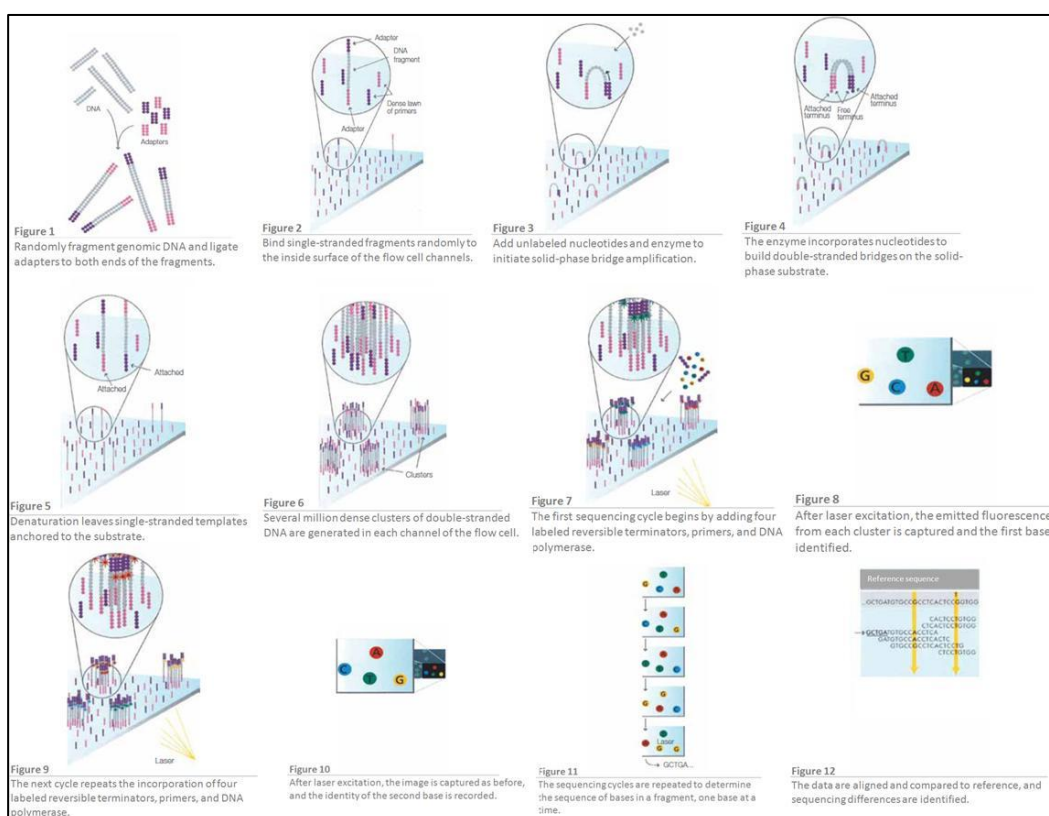 DNA
Adapters
Figure 1
Randomly fragment genomic DNA and ligate
adapters to both ends of the fragments.
Adapter
DNA
fragment
Dense lawn
of primers
Adapter
Figure 2
Bind single-stranded fragments randomly to
the inside surface of the flow cell channels.
Figure 3
Add unlabeled nucleotides and enzyme to
initiate solid-phase bridge amplification.
Attached
terminus
Free
terminus
Attached
terminus
Figure 4
The enzyme incorporates nucleotides to
build double-stranded bridges on the solid-
phase substrate.
Attached
Attached
Figure 5
Denaturation leaves single-stranded templates
anchored to the substrate.
Clusters
Figure 6
Several million dense clusters of double-stranded
DNA are generated in each channel of the flow cell.
Laser
Figure 7
The first sequencing cycle begins by adding four
labeled reversible terminators, primers, and DNA
polymerase.
T
G
C
A
Figure 8
After laser excitation, the emitted fluorescence
from each cluster is captured and the first base
identified.
Laser
Figure 9
The next cycle repeats the incorporation of four
labeled reversible terminators, primers, and DNA
polymerase.
A
C
T
G
Figure 10
After laser excitation, the image is captured as before,
and the identity of the second base is recorded.
Laser
GCTGA...
Figure 11
The sequencing cycles are repeated to determine
the sequence of bases in a fragment, one base at a
time.
Reference sequence
...GCTGATGTGCCGCCTCACTCCGGTGG
CACTCCTGTGG
CTCACTCCTGTGG
GCTGATGTGCCACCTCA
GATGTGCCACCTCACTC
GTGCCGCCTCACTCCTG
CTCCTGTGG
Figure 12
The data are aligned and compared to reference, and
sequencing differences are identified.